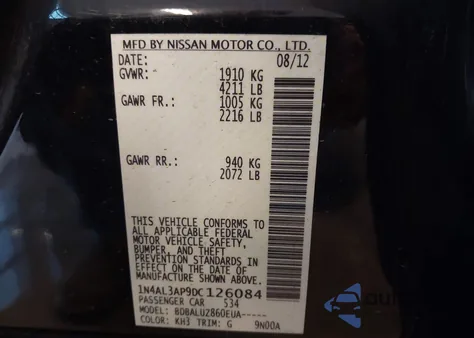 MFD BY NISSAN MOTOR CO., LTD.
DATE: 08/12
GVWR: 1910 KG
4211 LB
GAWR FR.: 1005 KG
2216 LB
GAWR RR.: 940 KG
2072 LB
THIS VEHICLE CONFORMS TO
ALL APPLICABLE FEDERAL
MOTOR VEHICLE SAFETY,
BUMPER, AND THEFT
PREVENTION STANDARDS IN
EFFECT ON THE DATE OF
MANUFACTURE SHOWN ABOVE.
1N4AL3AP9DC126084
PASSENGER CAR 534
MODEL: BDBALU2860EUA-----
COLOR: KH3 TRIM: G 9N00A